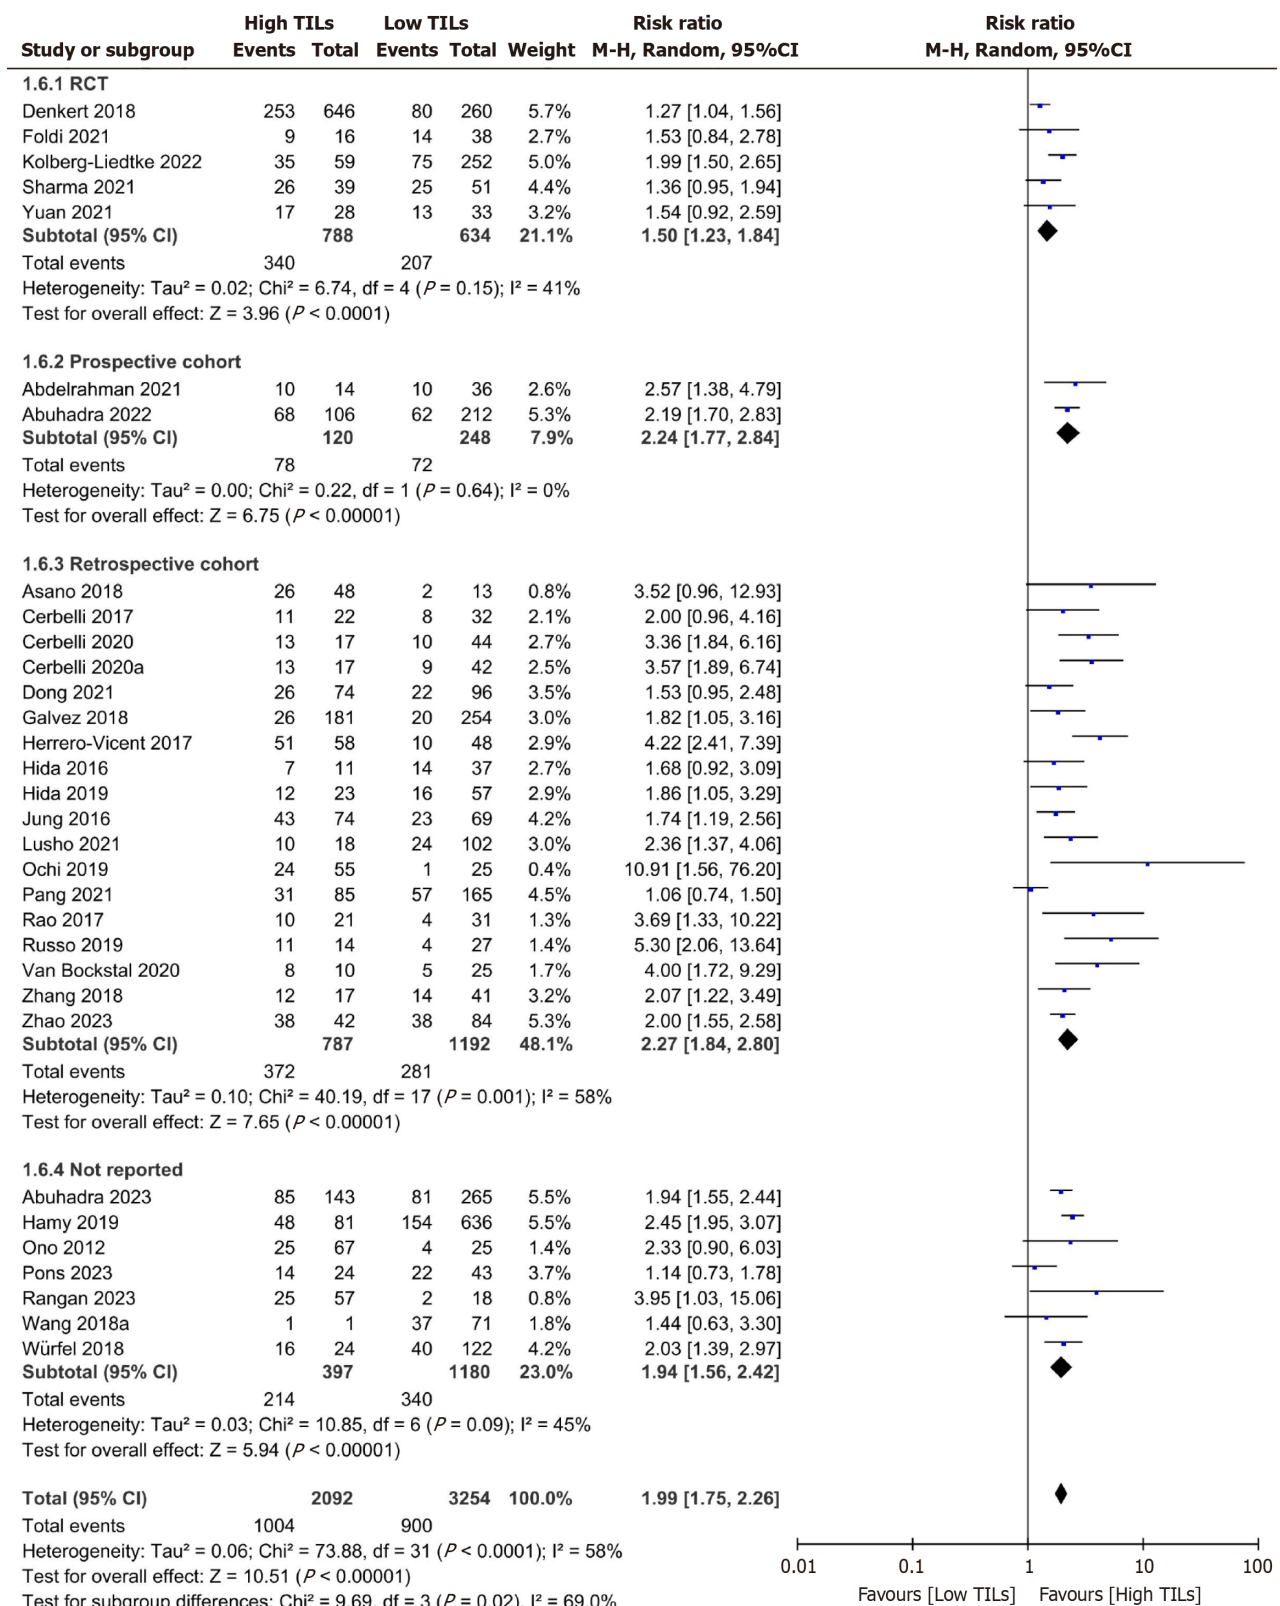 High TILs Low TILs Risk ratio Risk ratio
Study or subgroup Events Total Events Total Weight M-H, Random, 95%CI M-H, Random, 95%CI
1.6.1 RCT
Denkert 2018 253 646 80 260 5.7% 1.27 [1.04, 1.56]
Foldi 2021 9 16 14 38 2.7% 1.53 [0.84, 2.78]
Kolberg-Liedtke 2022 35 59 75 252 5.0% 1.99 [1.50, 2.65]
Sharma 2021 26 39 25 51 4.4% 1.36 [0.95, 1.94]
Yuan 2021 17 28 13 33 3.2% 1.54 [0.92, 2.59]
Subtotal (95% CI) 788 634 21.1% 1.50 [1.23, 1.84]
Total events 340 207
Heterogeneity: Tau² = 0.02; Chi² = 6.74, df = 4 (P = 0.15); I² = 41%
Test for overall effect: Z = 3.96 (P < 0.0001)
1.6.2 Prospective cohort
Abdelrahman 2021 10 14 10 36 2.6% 2.57 [1.38, 4.79]
Abuhadra 2022 68 106 62 212 5.3% 2.19 [1.70, 2.83]
Subtotal (95% CI) 120 248 7.9% 2.24 [1.77, 2.84]
Total events 78 72
Heterogeneity: Tau² = 0.00; Chi² = 0.22, df = 1 (P = 0.64); I² = 0%
Test for overall effect: Z = 6.75 (P < 0.00001)
1.6.3 Retrospective cohort
Asano 2018 26 48 2 13 0.8% 3.52 [0.96, 12.93]
Cerbelli 2017 11 22 8 32 2.1% 2.00 [0.96, 4.16]
Cerbelli 2020 13 17 10 44 2.7% 3.36 [1.84, 6.16]
Cerbelli 2020a 13 17 9 42 2.5% 3.57 [1.89, 6.74]
Dong 2021 26 74 22 96 3.5% 1.53 [0.95, 2.48]
Galvez 2018 26 181 20 254 3.0% 1.82 [1.05, 3.16]
Herrero-Vicent 2017 51 58 10 48 2.9% 4.22 [2.41, 7.39]
Hida 2016 7 11 14 37 2.7% 1.68 [0.92, 3.09]
Hida 2019 12 23 16 57 2.9% 1.86 [1.05, 3.29]
Jung 2016 43 74 23 69 4.2% 1.74 [1.19, 2.56]
Lusho 2021 10 18 24 102 3.0% 2.36 [1.37, 4.06]
Ochi 2019 24 55 1 25 0.4% 10.91 [1.56, 76.20]
Pang 2021 31 85 57 165 4.5% 1.06 [0.74, 1.50]
Rao 2017 10 21 4 31 1.3% 3.69 [1.33, 10.22]
Russo 2019 11 14 4 27 1.4% 5.30 [2.06, 13.64]
Van Bockstal 2020 8 10 5 25 1.7% 4.00 [1.72, 9.29]
Zhang 2018 12 17 14 41 3.2% 2.07 [1.22, 3.49]
Zhao 2023 38 42 38 84 5.3% 2.00 [1.55, 2.58]
Subtotal (95% CI) 787 1192 48.1% 2.27 [1.84, 2.80]
Total events 372 281
Heterogeneity: Tau² = 0.10; Chi² = 40.19, df = 17 (P = 0.001); I² = 58%
Test for overall effect: Z = 7.65 (P < 0.00001)
1.6.4 Not reported
Abuhadra 2023 85 143 81 265 5.5% 1.94 [1.55, 2.44]
Hamy 2019 48 81 154 636 5.5% 2.45 [1.95, 3.07]
Ono 2012 25 67 4 25 1.4% 2.33 [0.90, 6.03]
Pons 2023 14 24 22 43 3.7% 1.14 [0.73, 1.78]
Rangan 2023 25 57 2 18 0.8% 3.95 [1.03, 15.06]
Wang 2018a 1 1 37 71 1.8% 1.44 [0.63, 3.30]
Würfel 2018 16 24 40 122 4.2% 2.03 [1.39, 2.97]
Subtotal (95% CI) 397 1180 23.0% 1.94 [1.56, 2.42]
Total events 214 340
Heterogeneity: Tau² = 0.03; Chi² = 10.85, df = 6 (P = 0.09); I² = 45%
Test for overall effect: Z = 5.94 (P < 0.00001)
Total (95% CI) 2092 3254 100.0% 1.99 [1.75, 2.26]
Total events 1004 900
Heterogeneity: Tau² = 0.06; Chi² = 73.88, df = 31 (P < 0.0001); I² = 58%
Test for overall effect: Z = 10.51 (P < 0.00001)
Test for subgroup differences: Chi² = 9.69, df = 3 (P = 0.02), I² = 69.0%
0.01 0.1 1 10 100
Favours [Low TILs] Favours [High TILs]